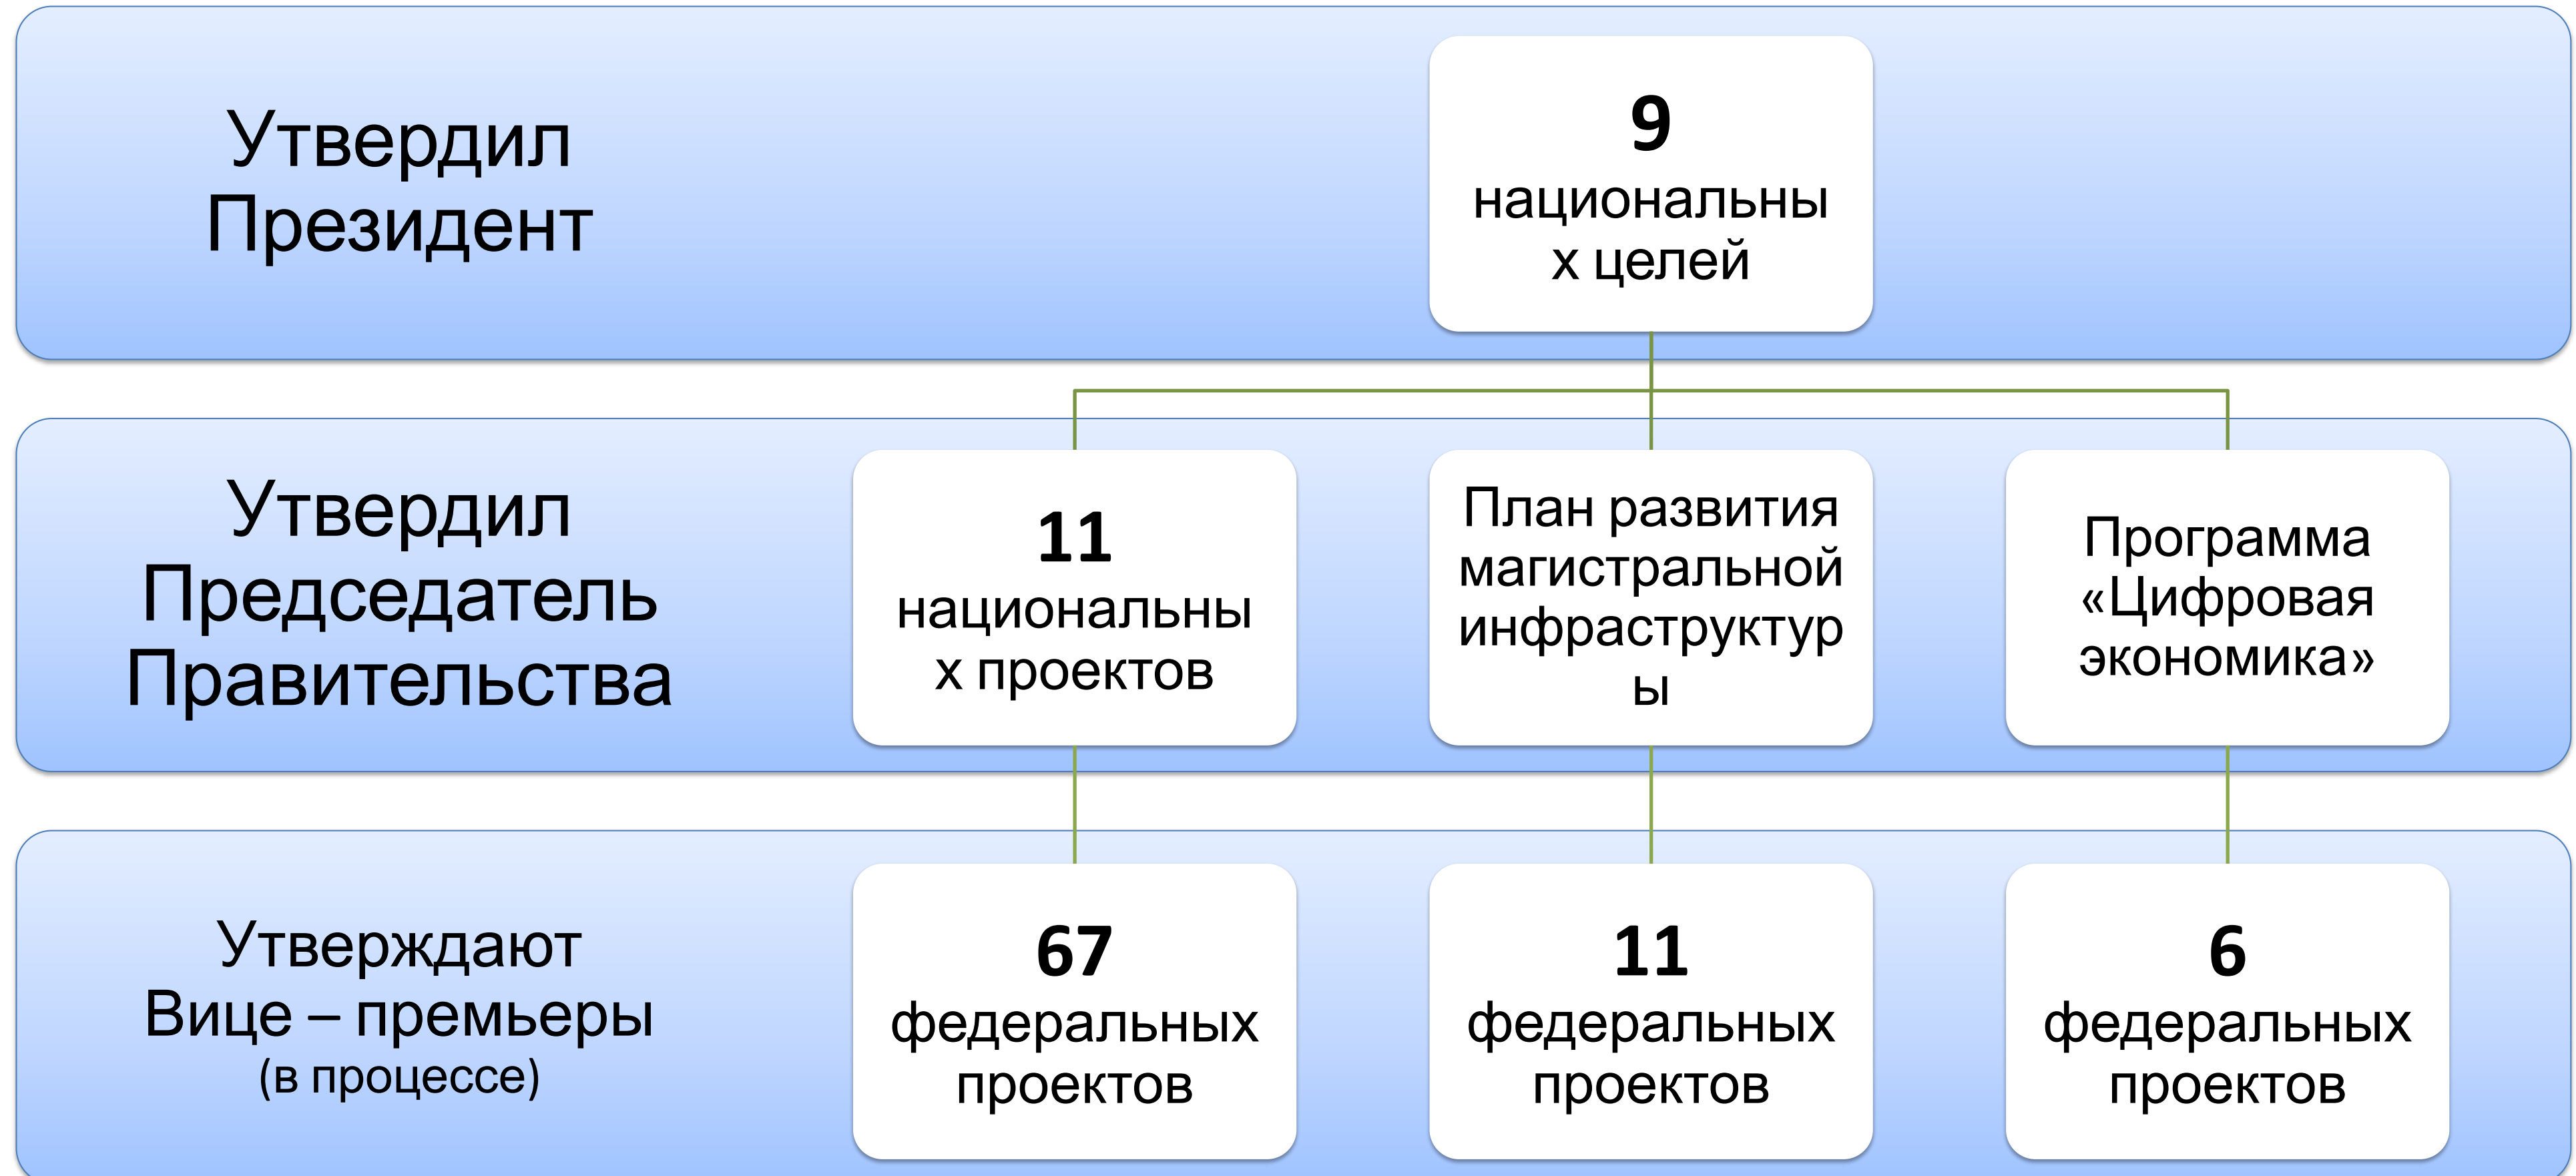 Утвердил
Президент
9
национальны
х целей
Утвердил
Председатель
Правительства
11
национальны
х проектов
План развития
магистральной
инфраструктур
ы
Программа
«Цифровая
экономика»
Утверждают
Вице – премьеры
(в процессе)
67
федеральных
проектов
11
федеральных
проектов
6
федеральных
проектов